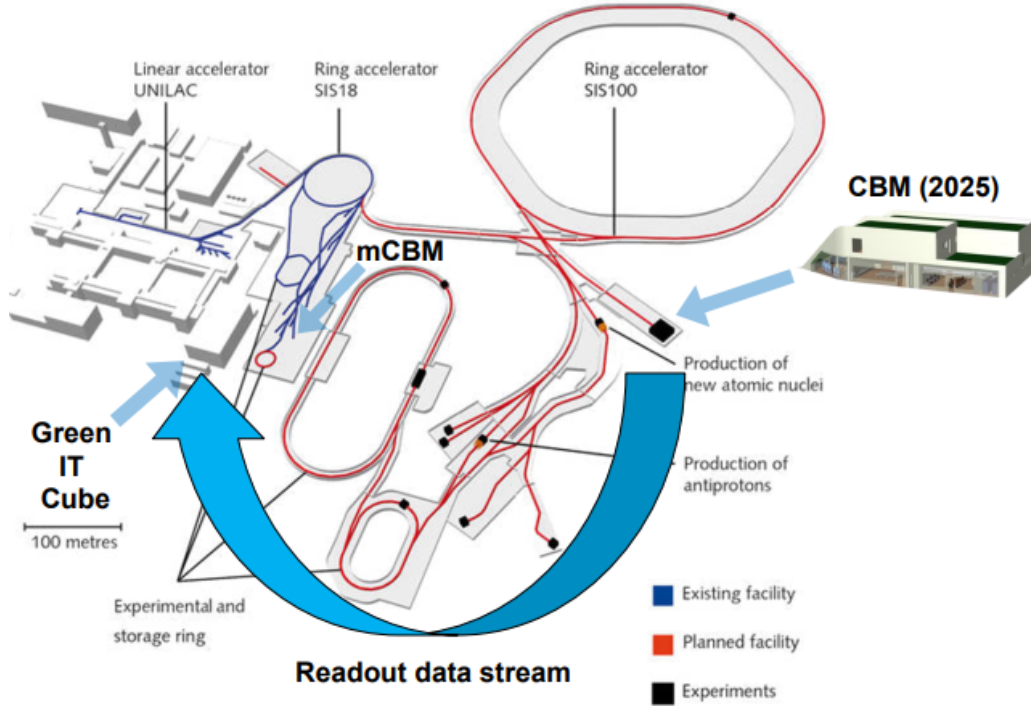 Linear accelerator
UNILAC
Ring accelerator
SIS18
Ring accelerator
SIS100
CBM (2025)
mCBM
Production of
new atomic nuclei
Green
IT
Cube
Production of
antiprotons
100 metres
Experimental and
storage ring
Existing facility
Planned facility
Experiments
Readout data stream